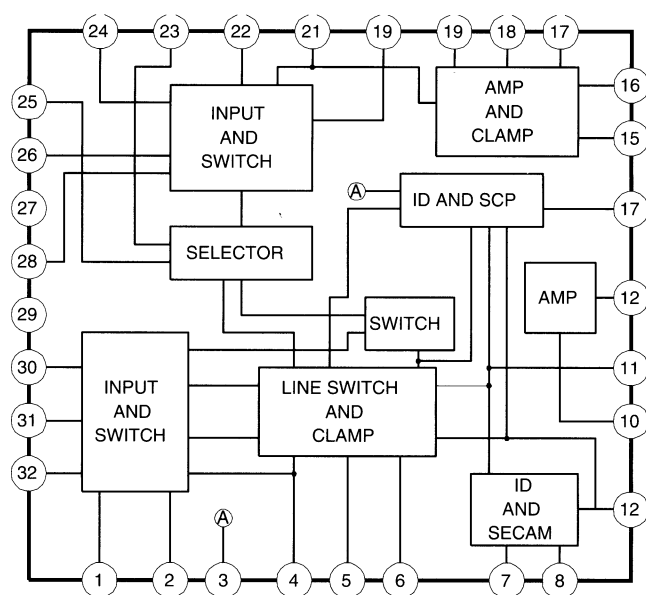 24 23 22 21 19 19 18 17
25
26
27
28
29
30
31
32
16
15
17
12
11
10
12
INPUT
AND
SWITCH
AMP
AND
CLAMP
A
ID AND SCP
SELECTOR
AMP
SWITCH
INPUT
AND
SWITCH
LINE SWITCH
AND
CLAMP
ID
AND
SECAM
A
1 2 3 4 5 6 7 8